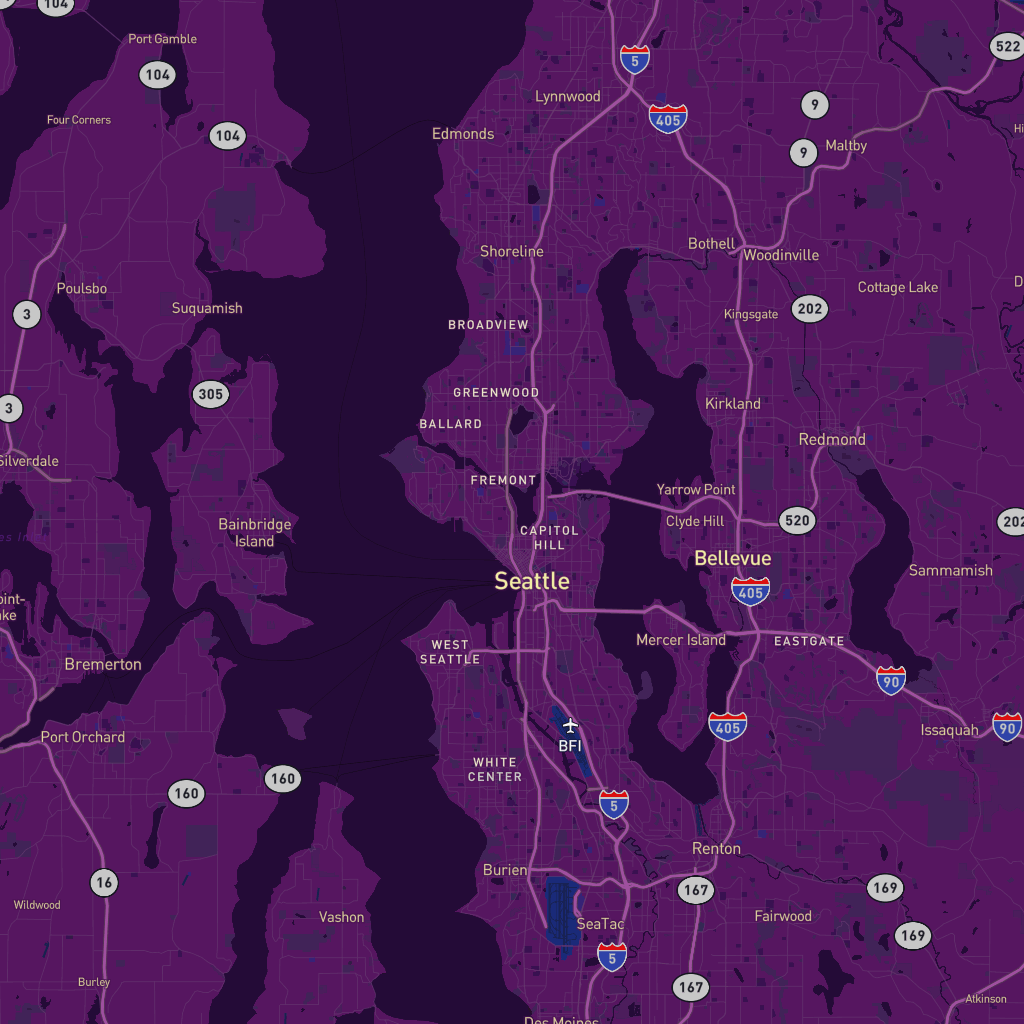 104
Port Gamble
522
5
104
Lynnwood
9
405
Four Corners
Edmonds
104
Maltby
9
Bothell
Shoreline
Woodinville
Poulsbo
Cottage Lake
Suquamish
202
3
Kingsgate
BROADVIEW
GREENWOOD
305
Kirkland
3
BALLARD
Redmond
Silverdale
FREMONT
Yarrow Point
Bainbridge
Island
Clyde Hill
520
202
CAPITOL
HILL
Bellevue
Sammamish
Seattle
405
Mercer Island
EASTGATE
WEST
SEATTLE
Bremerton
90
Port Orchard
405
Issaquah
90
BFI
WHITE
CENTER
160
160
5
Renton
Burien
16
167
169
Wildwood
Vashon
SeaTac
Fairwood
169
5
Burley
167
Atkinson
Des Moines